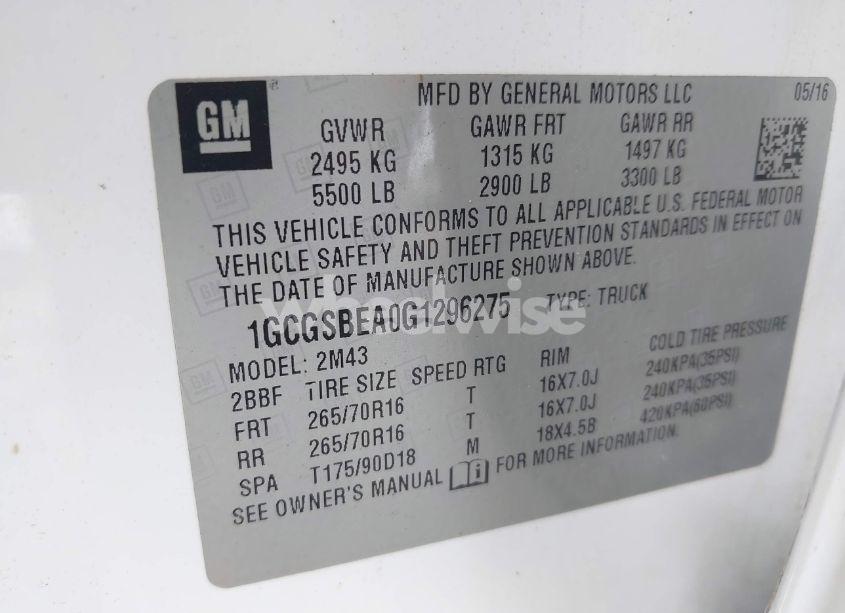 GM
MFD BY GENERAL MOTORS LLC 05/16
GVWR GAWR FRT GAWR RR
2495 KG 1315 KG 1497 KG
5500 LB 2900 LB 3300 LB
THIS VEHICLE CONFORMS TO ALL APPLICABLE U.S. FEDERAL MOTOR
VEHICLE SAFETY AND THEFT PREVENTION STANDARDS IN EFFECT ON
THE DATE OF MANUFACTURE SHOWN ABOVE.
1GCGSBEA0G1296275 TYPE: TRUCK
wheelwise
MODEL: 2M43
2BBF TIRE SIZE SPEED RTG RIM COLD TIRE PRESSURE
FRT 265/70R16 T 16X7.0J 240KPA(35PSI)
RR 265/70R16 T 16X7.0J 240KPA(35PSI)
SPA T175/90D18 M 18X4.5B 420KPA(60PSI)
SEE OWNER'S MANUAL FOR MORE INFORMATION.